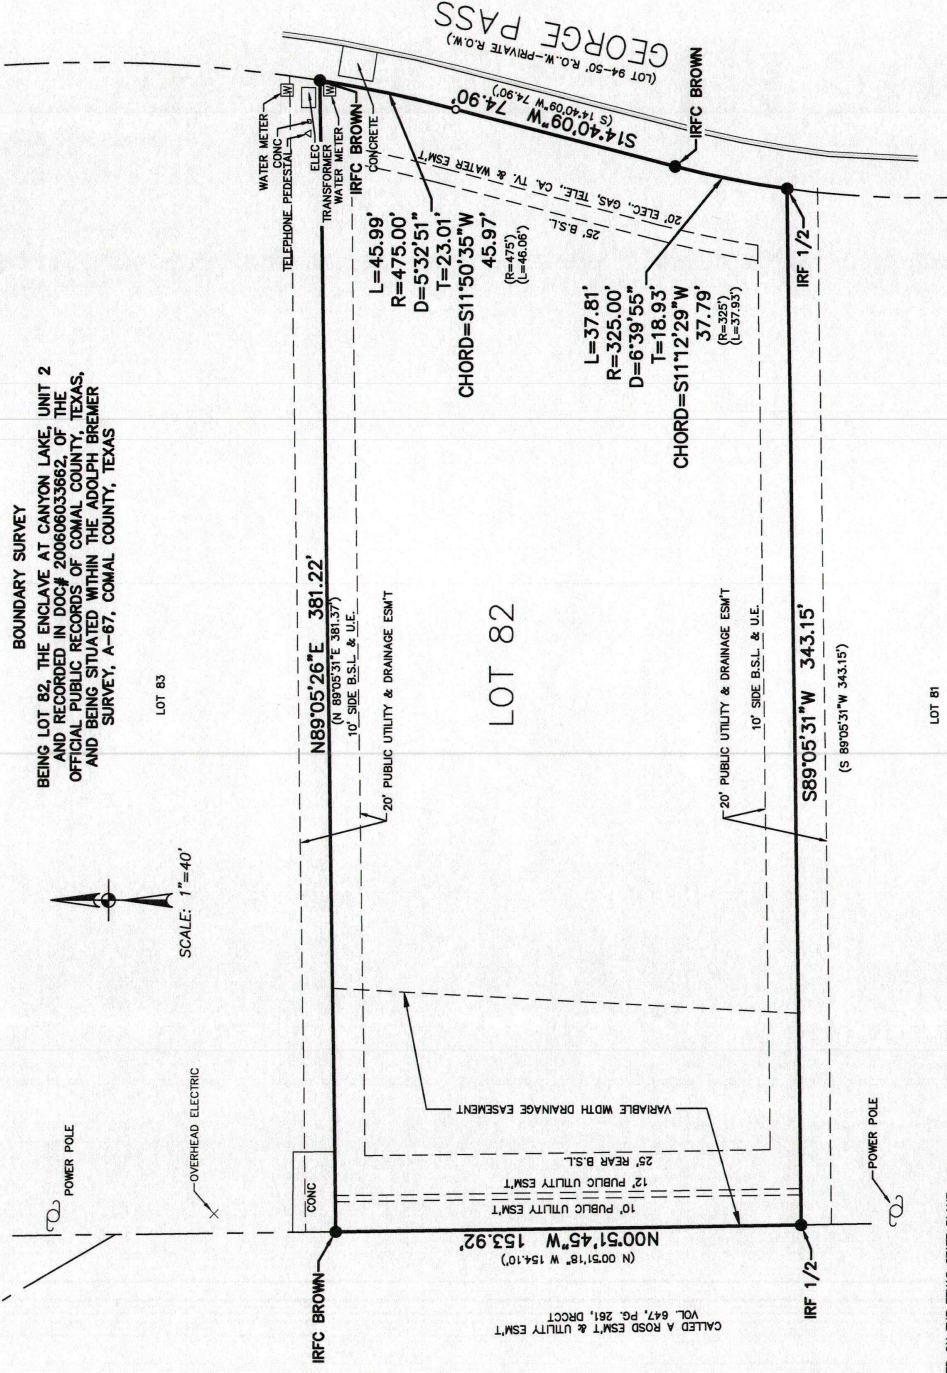 BOUNDARY SURVEY
BEING LOT 82, THE ENCLAVE AT CANYON LAKE, UNIT 2
AND RECORDED IN DOC# 200606033662, OF THE
OFFICIAL PUBLIC RECORDS OF COMAL COUNTY, TEXAS,
AND BEING SITUATED WITHIN THE ADOLPH BREMER
SURVEY, A-67, COMAL COUNTY, TEXAS
SCALE: 1"=40'
LOT 83
POWER POLE
OVERHEAD ELECTRIC
WATER METER
CONC
TELEPHONE PEDESTAL
ELEC
TRANSFORMER
WATER METER
IRFC BROWN
CONCRETE
W
W
GEORGE PASS
(LOT 94-50' R.O.W.-PRIVATE R.O.W.)
IRFC BROWN
CONC
N89°05'26"E 381.22'
(N 89°05'31"E 381.37')
10' SIDE B.S.L. & U.E.
20' PUBLIC UTILITY & DRAINAGE ESM'T
L=45.99'
R=475.00'
D=5°32'51"
T=23.01'
CHORD=S11°50'35"W
45.97'
(R=475')
(L=46.06')
S14°40'09"W 74.90'
(S 14°40'09"W 74.90')
20' ELEC., GAS, TELE., CA. TV. & WATER ESM'T
25' B.S.L.
IRFC BROWN
LOT 82
L=37.81'
R=325.00'
D=6°39'55"
T=18.93'
CHORD=S11°12'29"W
37.79'
(R=325')
(L=37.93')
IRF 1/2
CALLED A ROSD ESM'T & UTILITY ESM'T
VOL. 647, PG. 261, DRCCT
N00°51'45"W 153.92'
(N 00°51'18" W 154.10')
10' PUBLIC UTILITY ESM'T
12' PUBLIC UTILITY ESM'T
25' REAR B.S.L.
VARIABLE WIDTH DRAINAGE EASEMENT
20' PUBLIC UTILITY & DRAINAGE ESM'T
10' SIDE B.S.L. & U.E.
S89°05'31"W 343.15'
(S 89°05'31"W 343.15')
IRF 1/2
POWER POLE
LOT 81